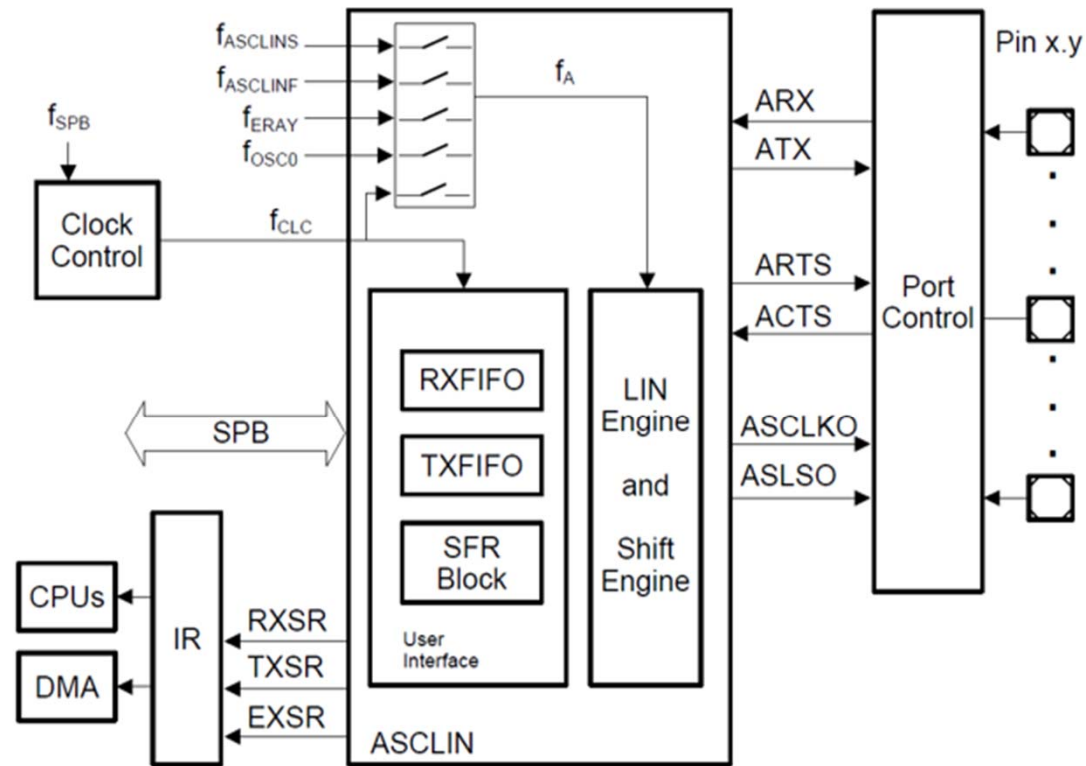 fASCLINS
fASCLINF
fERAY
fOSC0
fA
fSPB
Clock
Control
fCLC
SPB
CPUs
DMA
IR
RXSR
TXSR
EXSR
RXFIFO
TXFIFO
SFR
Block
User
Interface
LIN
Engine
and
Shift
Engine
ASCLIN
ARX
ATX
ARTS
ACTS
ASCLKO
ASLSO
Port
Control
Pin x.y